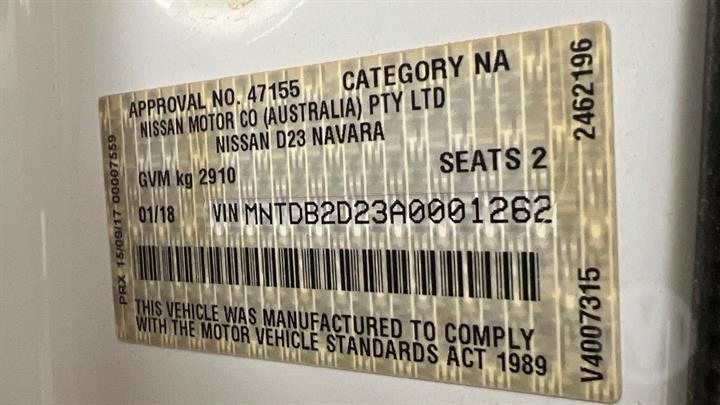 APPROVAL NO. 47155 CATEGORY NA
NISSAN MOTOR CO (AUSTRALIA) PTY LTD
NISSAN D23 NAVARA
GVM kg 2910 SEATS 2
01/18 VIN MNTDB2D23A0001262
THIS VEHICLE WAS MANUFACTURED TO COMPLY
WITH THE MOTOR VEHICLE STANDARDS ACT 1989
PRX 15/09/17 00007559
2462196
V4007315